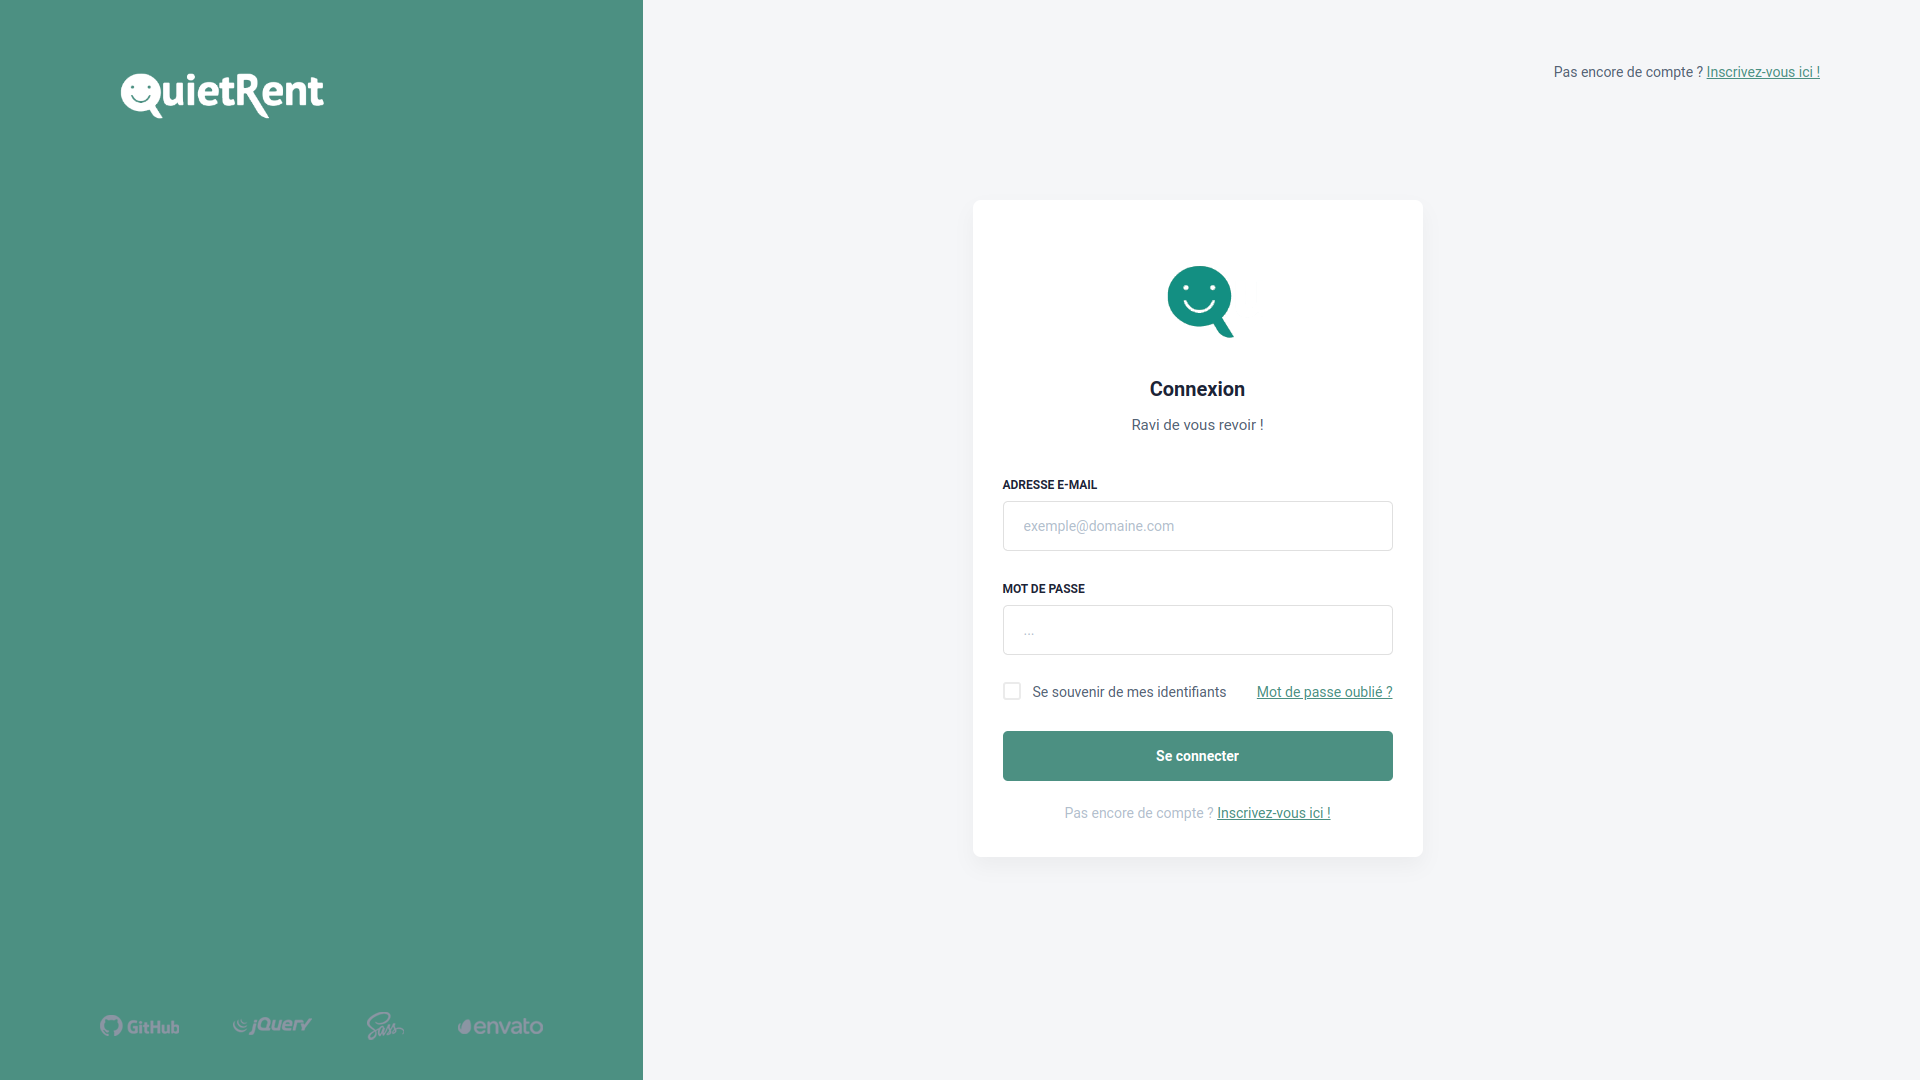 QuietRent
Pas encore de compte ? Inscrivez-vous ici !
Connexion
Ravi de vous revoir !
ADRESSE E-MAIL
exemple@domaine.com
MOT DE PASSE
...
Se souvenir de mes identifiants
Mot de passe oublié ?
Se connecter
Pas encore de compte ? Inscrivez-vous ici !
GitHub
jQuery
Sass
envato